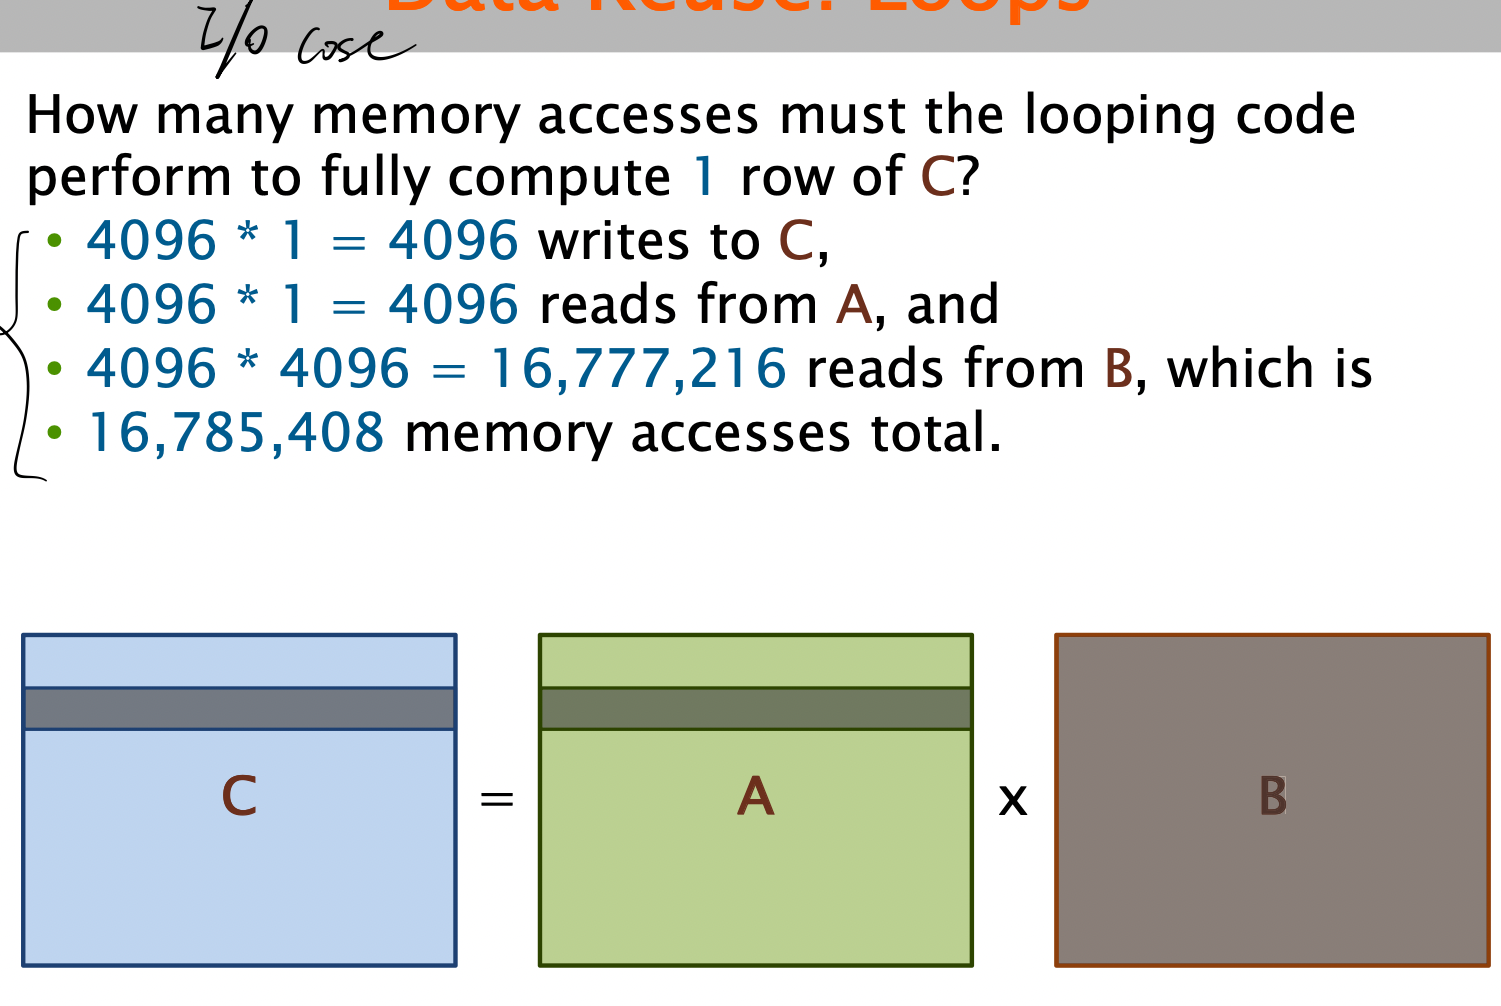 Data Reuse: Loops
I/o cose
How many memory accesses must the looping code
perform to fully compute 1 row of C?
• 4096 * 1 = 4096 writes to C,
• 4096 * 1 = 4096 reads from A, and
• 4096 * 4096 = 16,777,216 reads from B, which is
• 16,785,408 memory accesses total.
C = A x B